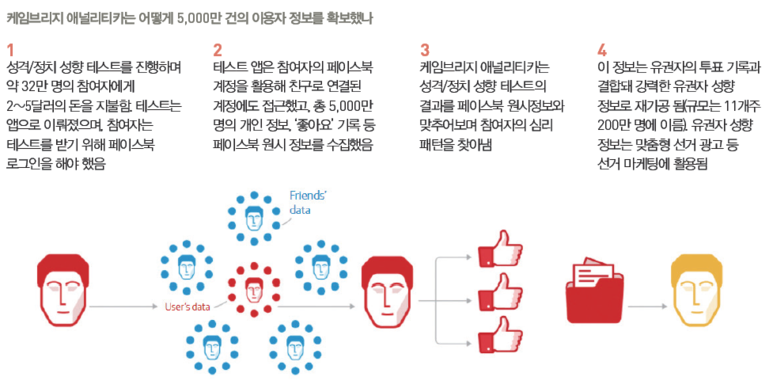 케임브리지 애널리티카는 어떻게 5,000만 건의 이용자 정보를 확보했나
1
성격/정치 성향 테스트를 진행하며
약 32만 명의 참여자에게
2~5달러의 돈을 지불함. 테스트는
앱으로 이뤄졌으며, 참여자는
테스트를 받기 위해 페이스북
로그인을 해야 했음
2
테스트 앱은 참여자의 페이스북
계정을 활용해 친구로 연결된
계정에도 접근했고, 총 5,000만
명의 개인 정보, '좋아요' 기록 등
페이스북 원시 정보를 수집했음
3
케임브리지 애널리티카는
성격/정치 성향 테스트의
결과를 페이스북 원시정보와
맞추어보며 참여자의 심리
패턴을 찾아냄
4
이 정보는 유권자의 투표 기록과
결합돼 강력한 유권자 성향
정보로 재가공 됨(규모는 11개주
200만 명에 이름). 유권자 성향
정보는 맞춤형 선거 광고 등
선거 마케팅에 활용됨
Friends'
data
User's data